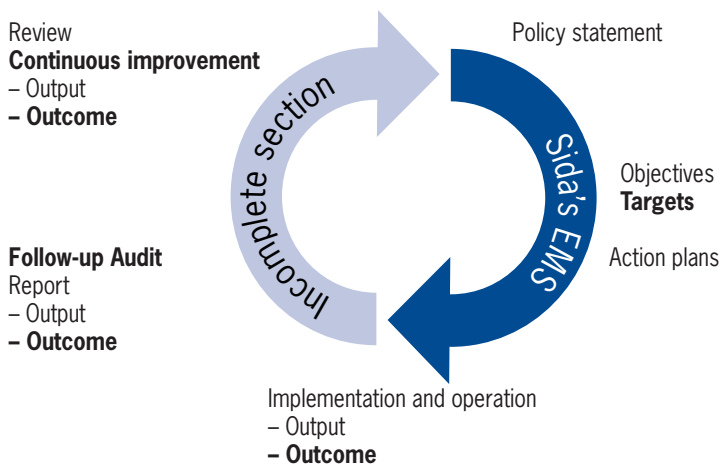 Review
Continuous improvement
– Output
– Outcome
Policy statement
Incomplete section
Sida's EMS
Objectives
Targets
Action plans
Follow-up Audit
Report
– Output
– Outcome
Implementation and operation
– Output
– Outcome